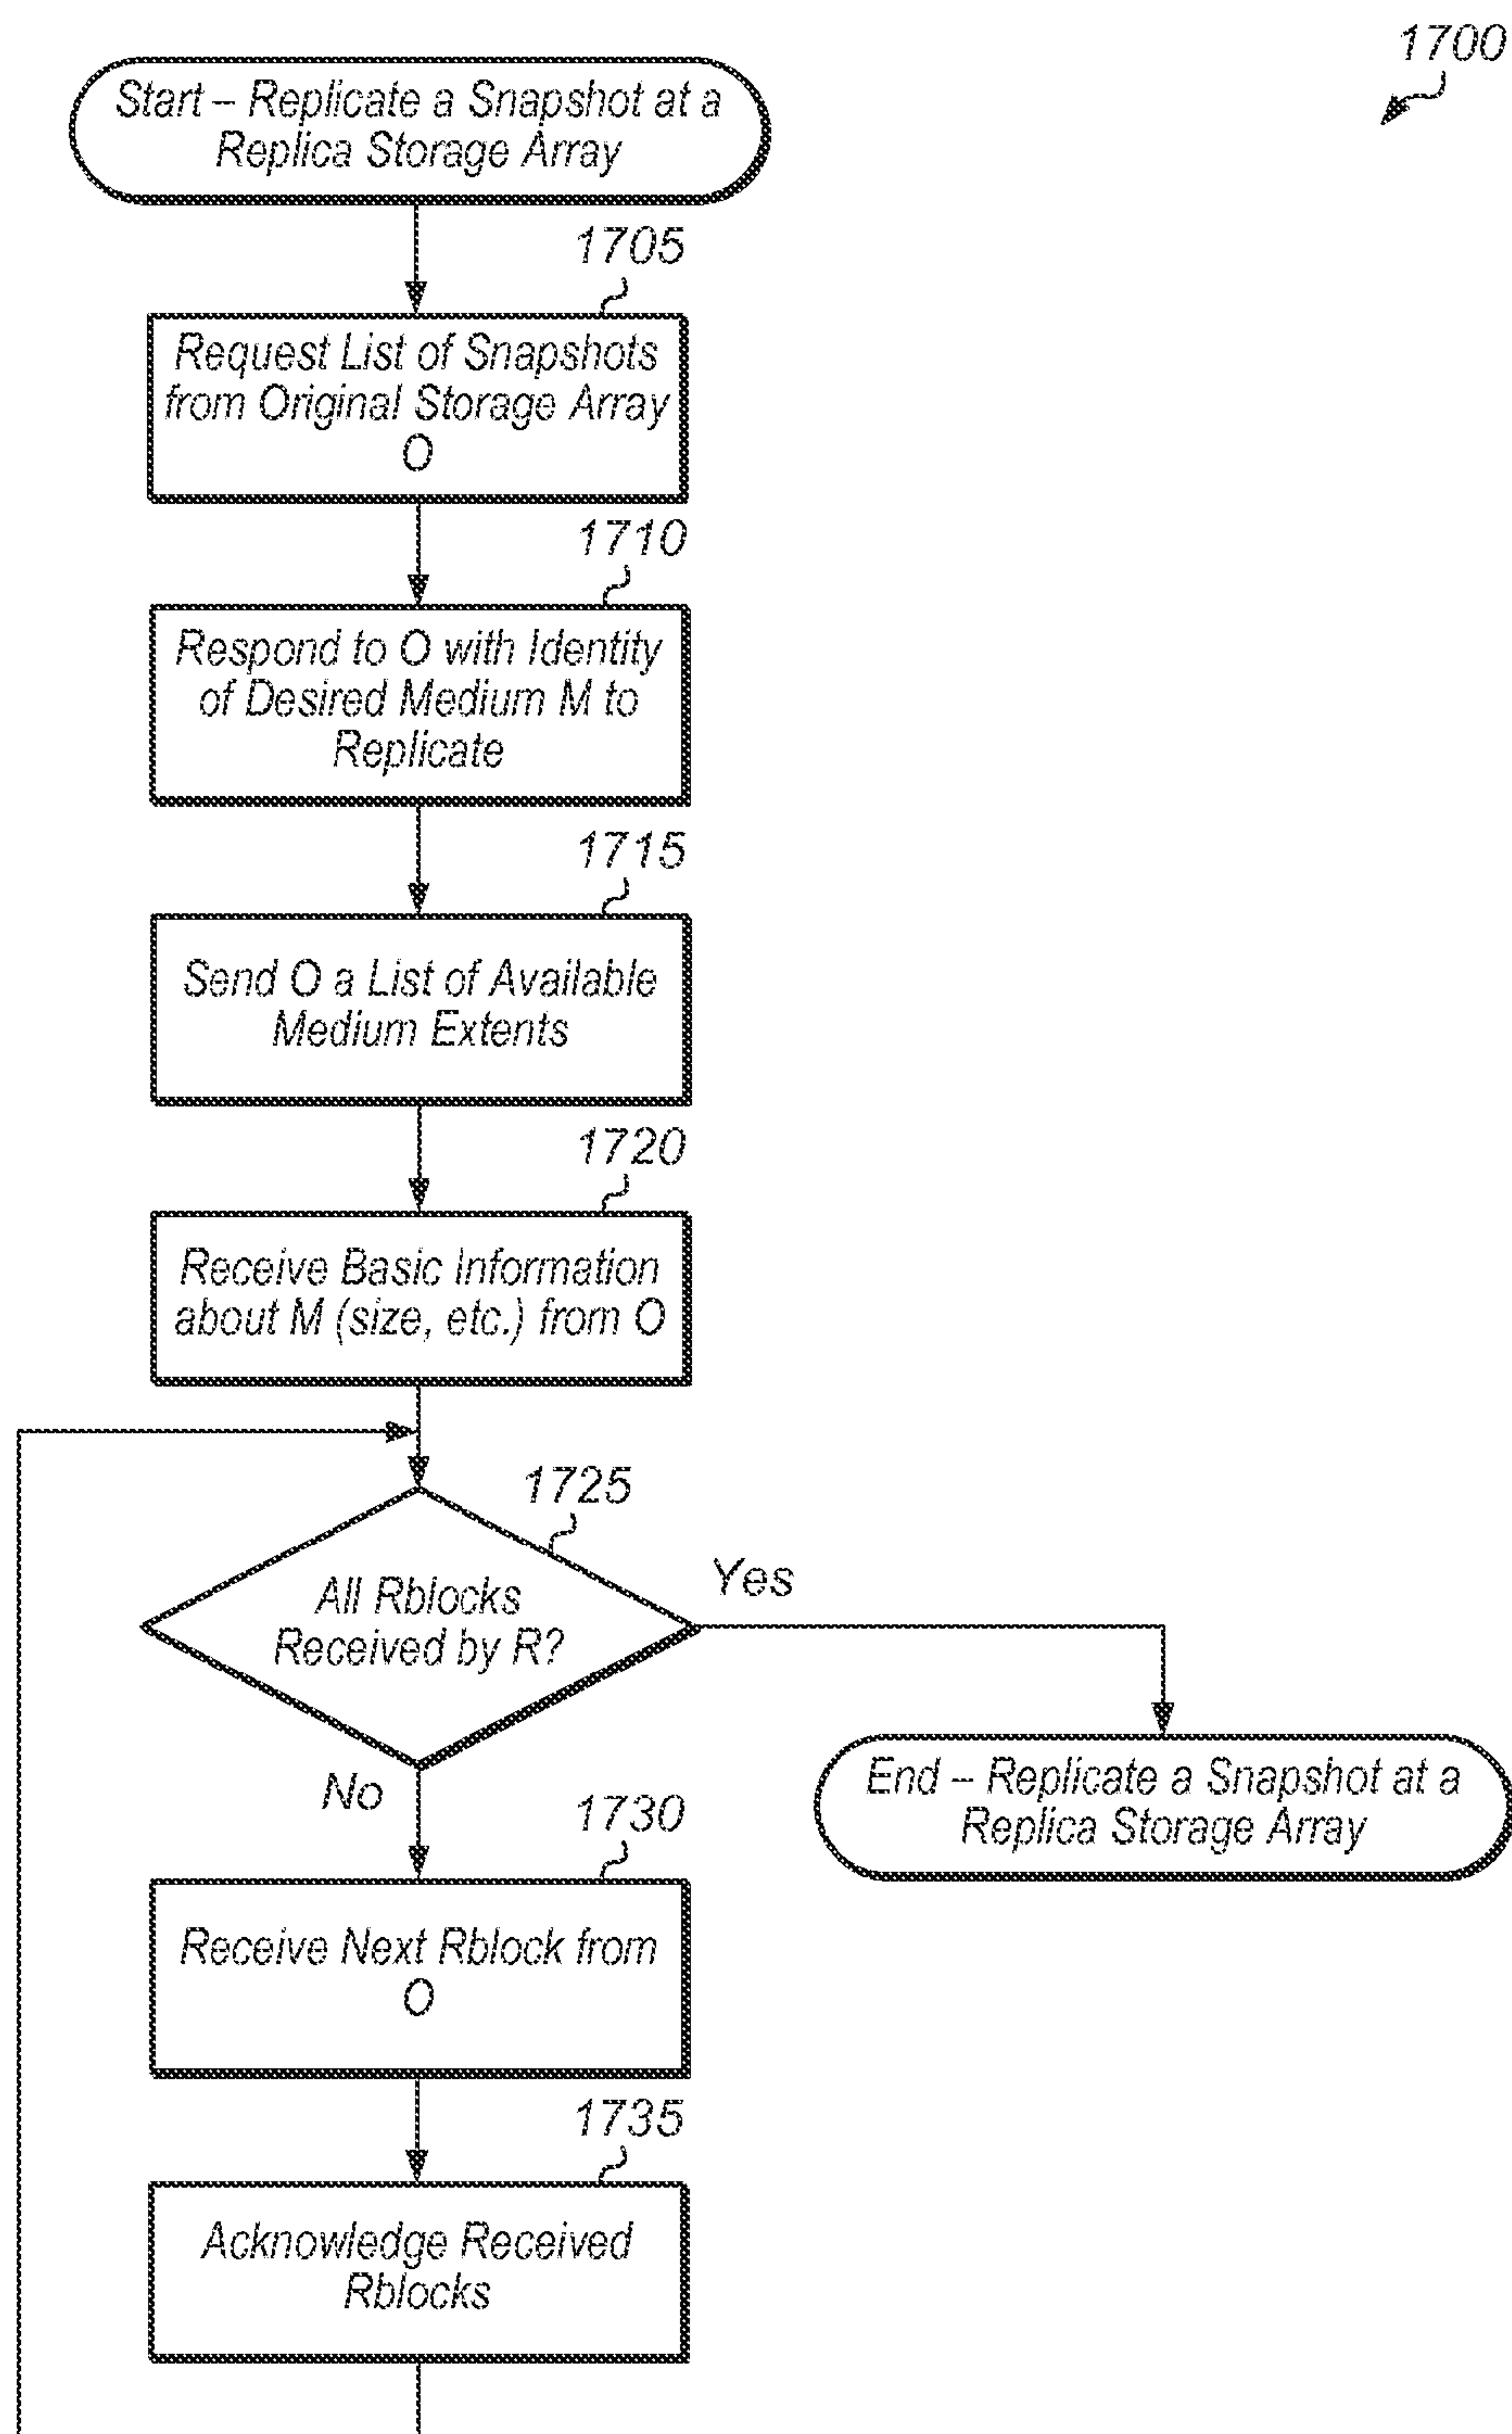 1700
Start – Replicate a Snapshot at a
Replica Storage Array
1705
Request List of Snapshots
from Original Storage Array
O
1710
Respond to O with Identity
of Desired Medium M to
Replicate
1715
Send O a List of Available
Medium Extents
1720
Receive Basic Information
about M (size, etc.) from O
1725
All Rblocks
Received by R?
Yes
No
End – Replicate a Snapshot at a
Replica Storage Array
1730
Receive Next Rblock from
O
1735
Acknowledge Received
Rblocks